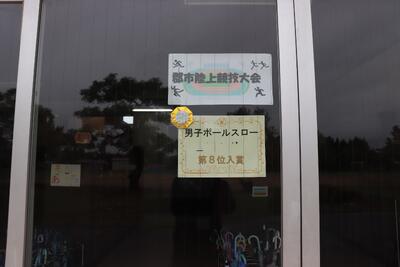 郡市陸上競技大会
男子ボールスロー
第8位入賞